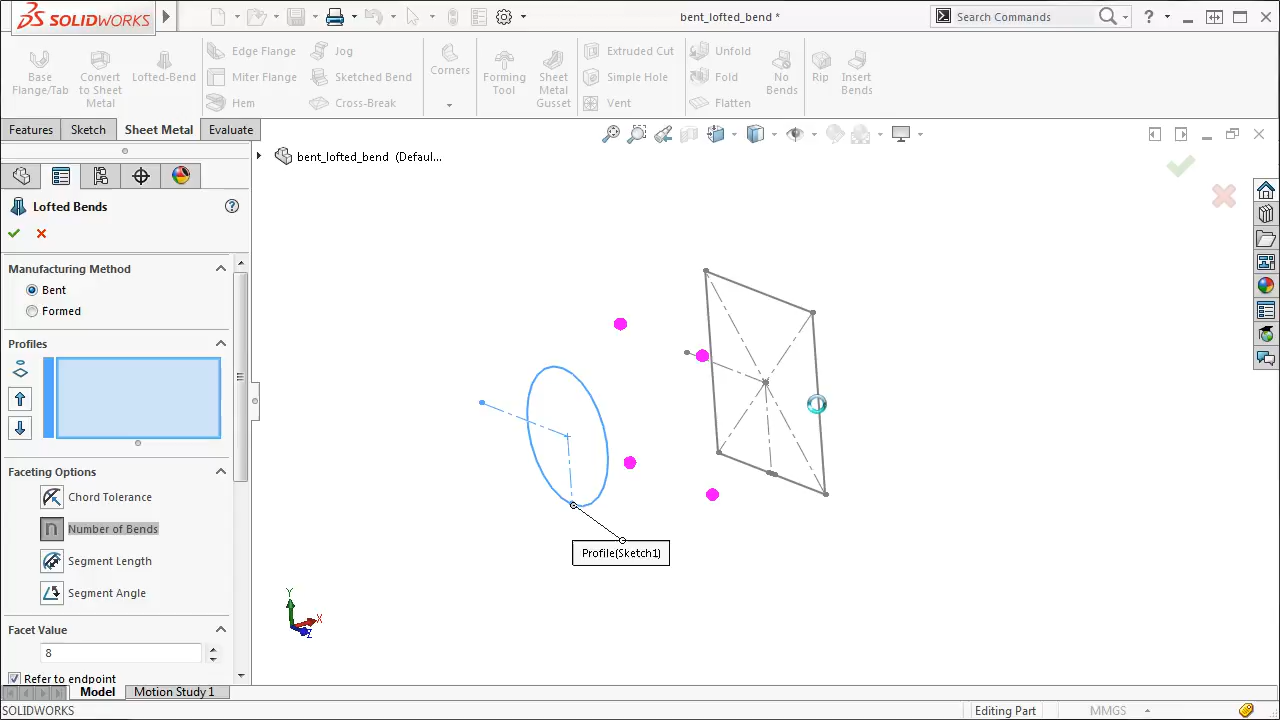 SOLIDWORKS
bent_lofted_bend *
Search Commands
?
Base Flange/Tab
Convert to Sheet Metal
Lofted-Bend
Edge Flange
Miter Flange
Hem
Jog
Sketched Bend
Cross-Break
Corners
Forming Tool
Sheet Metal Gusset
Extruded Cut
Simple Hole
Vent
Unfold
Fold
Flatten
No Bends
Rip
Insert Bends
Features
Sketch
Sheet Metal
Evaluate
bent_lofted_bend (Defaul...
Lofted Bends
?
Manufacturing Method
Bent
Formed
Profiles
Faceting Options
Chord Tolerance
Number of Bends
Segment Length
Segment Angle
Facet Value
8
Refer to endpoint
Profile(Sketch1)
Y
X
Z
Model
Motion Study 1
SOLIDWORKS
Editing Part
MMGS